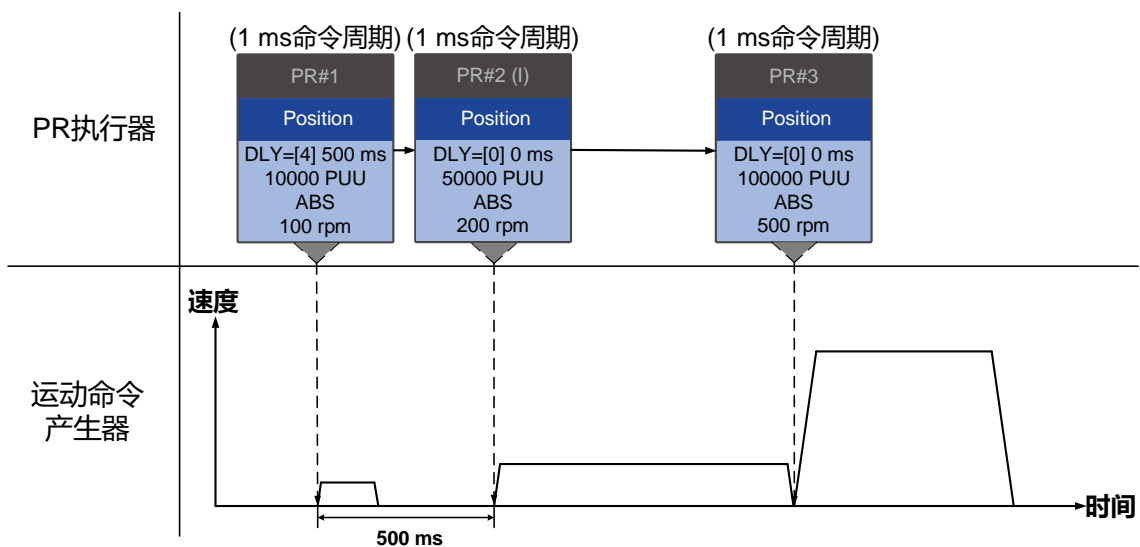 (1 ms命令周期) (1 ms命令周期) (1 ms命令周期)
PR#1 PR#2 (I) PR#3
PR执行器
Position Position Position
DLY=[4] 500 ms DLY=[0] 0 ms DLY=[0] 0 ms
10000 PUU 50000 PUU 100000 PUU
ABS ABS ABS
100 rpm 200 rpm 500 rpm
速度
运动命令
产生器
时间
500 ms